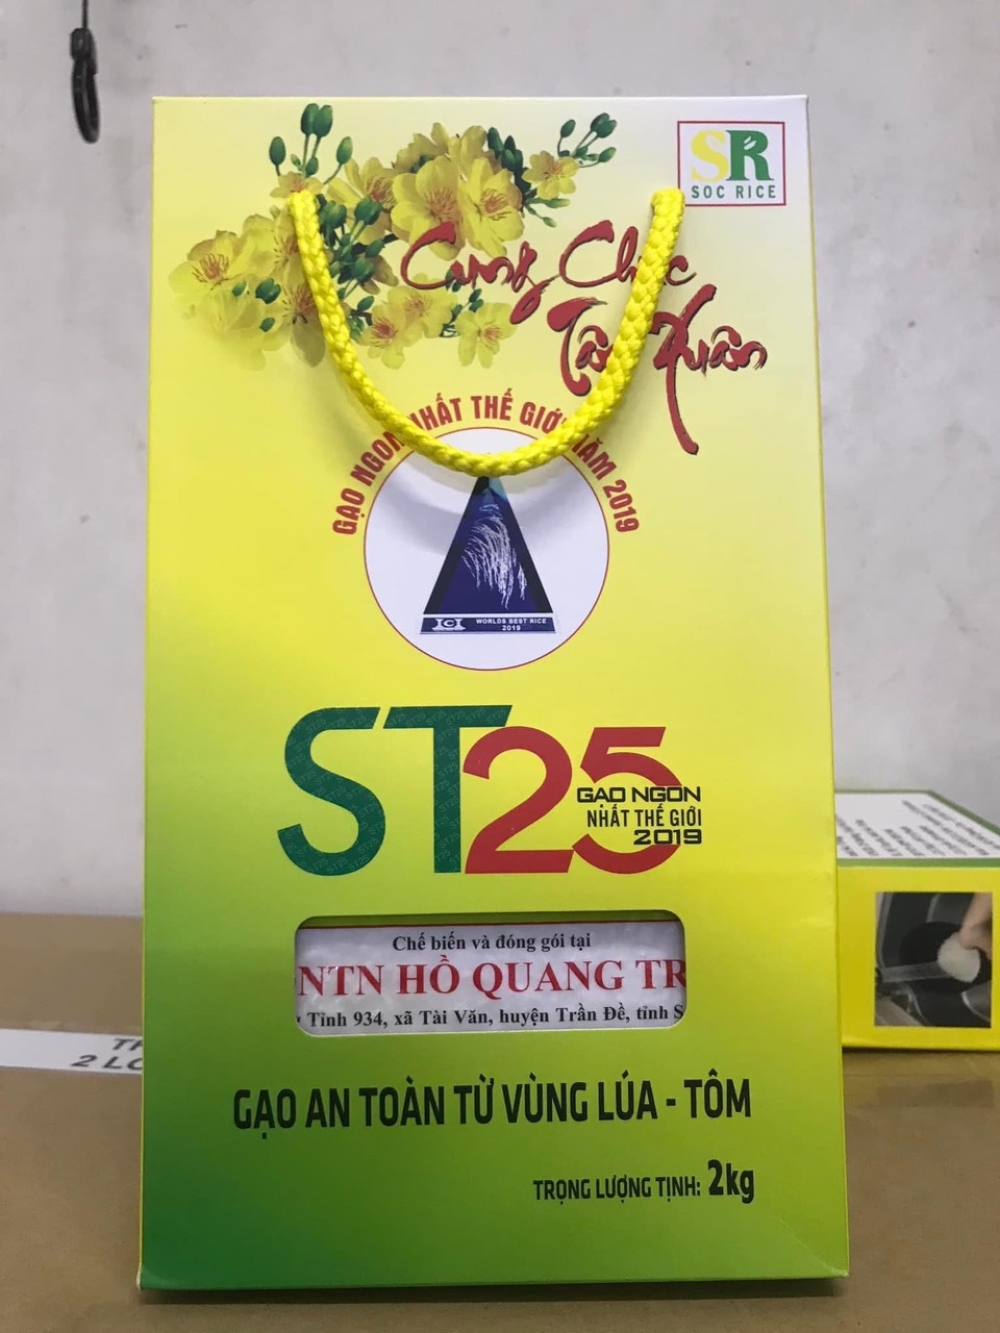 SR
SOC RICE
Cung Chúc
Tân Xuân
GẠO NGON NHẤT THẾ GIỚI NĂM 2019
WORLDS BEST RICE
2019
ST25
GẠO NGON
NHẤT THẾ GIỚI
2019
Chế biến và đóng gói tại
NTN HỒ QUANG TR
Tỉnh 934, xã Tài Văn, huyện Trần Đề, tỉnh S
GẠO AN TOÀN TỪ VÙNG LÚA - TÔM
TRỌNG LƯỢNG TỊNH: 2kg